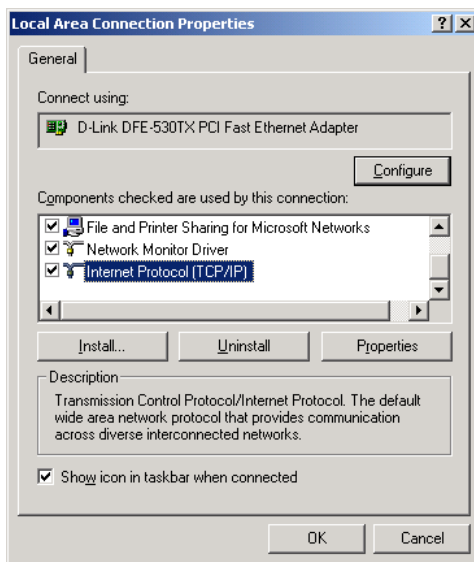 Local Area Connection Properties
General
Connect using:
D-Link DFE-530TX PCI Fast Ethernet Adapter
Configure
Components checked are used by this connection:
File and Printer Sharing for Microsoft Networks
Network Monitor Driver
Internet Protocol (TCP/IP)
Install... Uninstall Properties
Description
Transmission Control Protocol/Internet Protocol. The default
wide area network protocol that provides communication
across diverse interconnected networks.
Show icon in taskbar when connected
OK Cancel